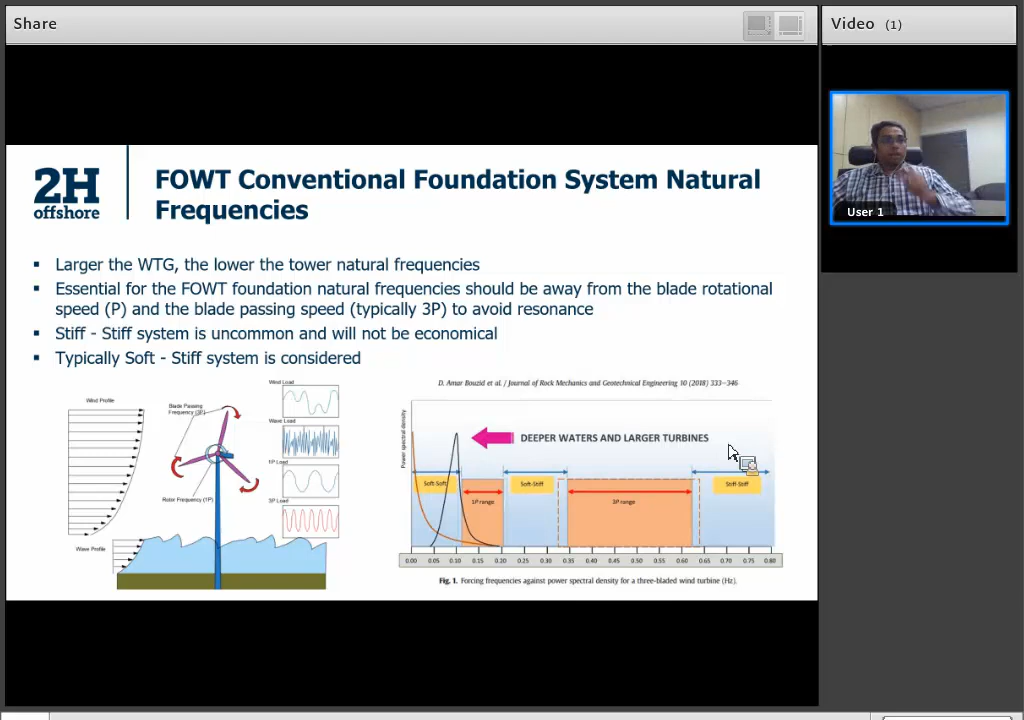 Share
Video (1)
User 1
2H
offshore
FOWT Conventional Foundation System Natural
Frequencies
▪ Larger the WTG, the lower the tower natural frequencies
▪ Essential for the FOWT foundation natural frequencies should be away from the blade rotational
speed (P) and the blade passing speed (typically 3P) to avoid resonance
▪ Stiff - Stiff system is uncommon and will not be economical
▪ Typically Soft - Stiff system is considered
Wind Profile
Blade Passing
Frequency (3P)
Rotor Frequency (1P)
Wave Profile
Wind Load
Wave Load
1P Load
3P Load
D. Amar Bouzid et al. / Journal of Rock Mechanics and Geotechnical Engineering 10 (2018) 333–346
Power spectral density
DEEPER WATERS AND LARGER TURBINES
Soft-Soft
Soft-Stiff
Stiff-Stiff
1P range
3P range
0.00 0.05 0.10 0.15 0.20 0.25 0.30 0.35 0.40 0.45 0.50 0.55 0.60 0.65 0.70 0.75 0.80
Fig. 1. Forcing frequencies against power spectral density for a three-bladed wind turbine (Hz).